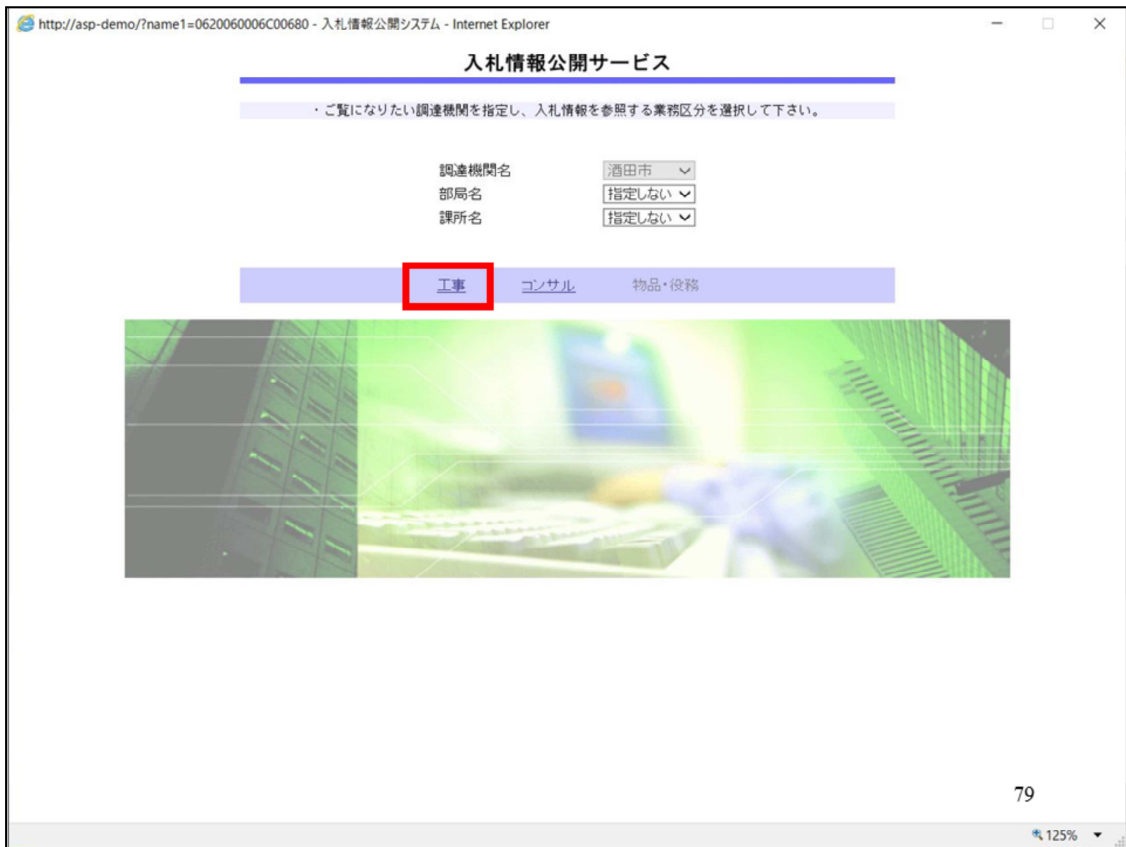 http://asp-demo/?name1=0620060006C00680 - 入札情報公開システム - Internet Explorer
入札情報公開サービス
・ご覧になりたい調達機関を指定し、入札情報を参照する業務区分を選択して下さい。
調達機関名 酒田市
部局名 指定しない
課所名 指定しない
工事 コンサル 物品・役務
79
125%